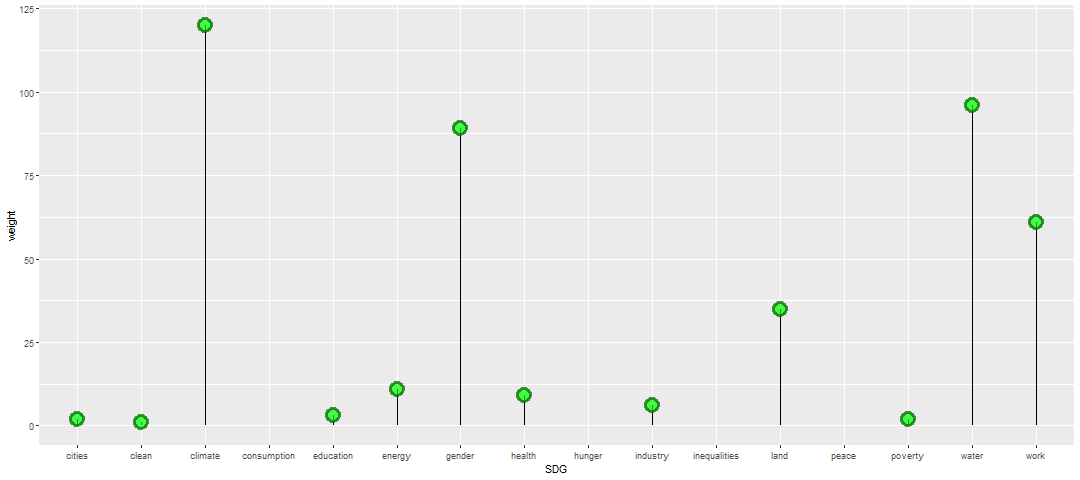 125
100
75
50
25
0
weight
cities clean climate consumption education energy gender health hunger industry inequalities land peace poverty water work
SDG